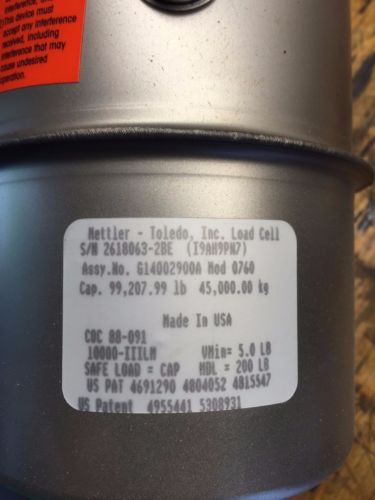 interference, and
(2)This device must
accept any interference
received, including
interference that may
cause undesired
operation.
Mettler - Toledo, Inc. Load Cell
S/N 2618063-2BE (T9AH9PN7)
Assy.No. G14002900A Mod 0760
Cap. 99,207.99 lb 45,000.00 kg
Made In USA
COC 88-091
10000-IIILM VMin= 5.0 LB
SAFE LOAD = CAP MDL = 200 LB
US PAT 4691290 4804052 4815547
US Patent 4955441 5308931